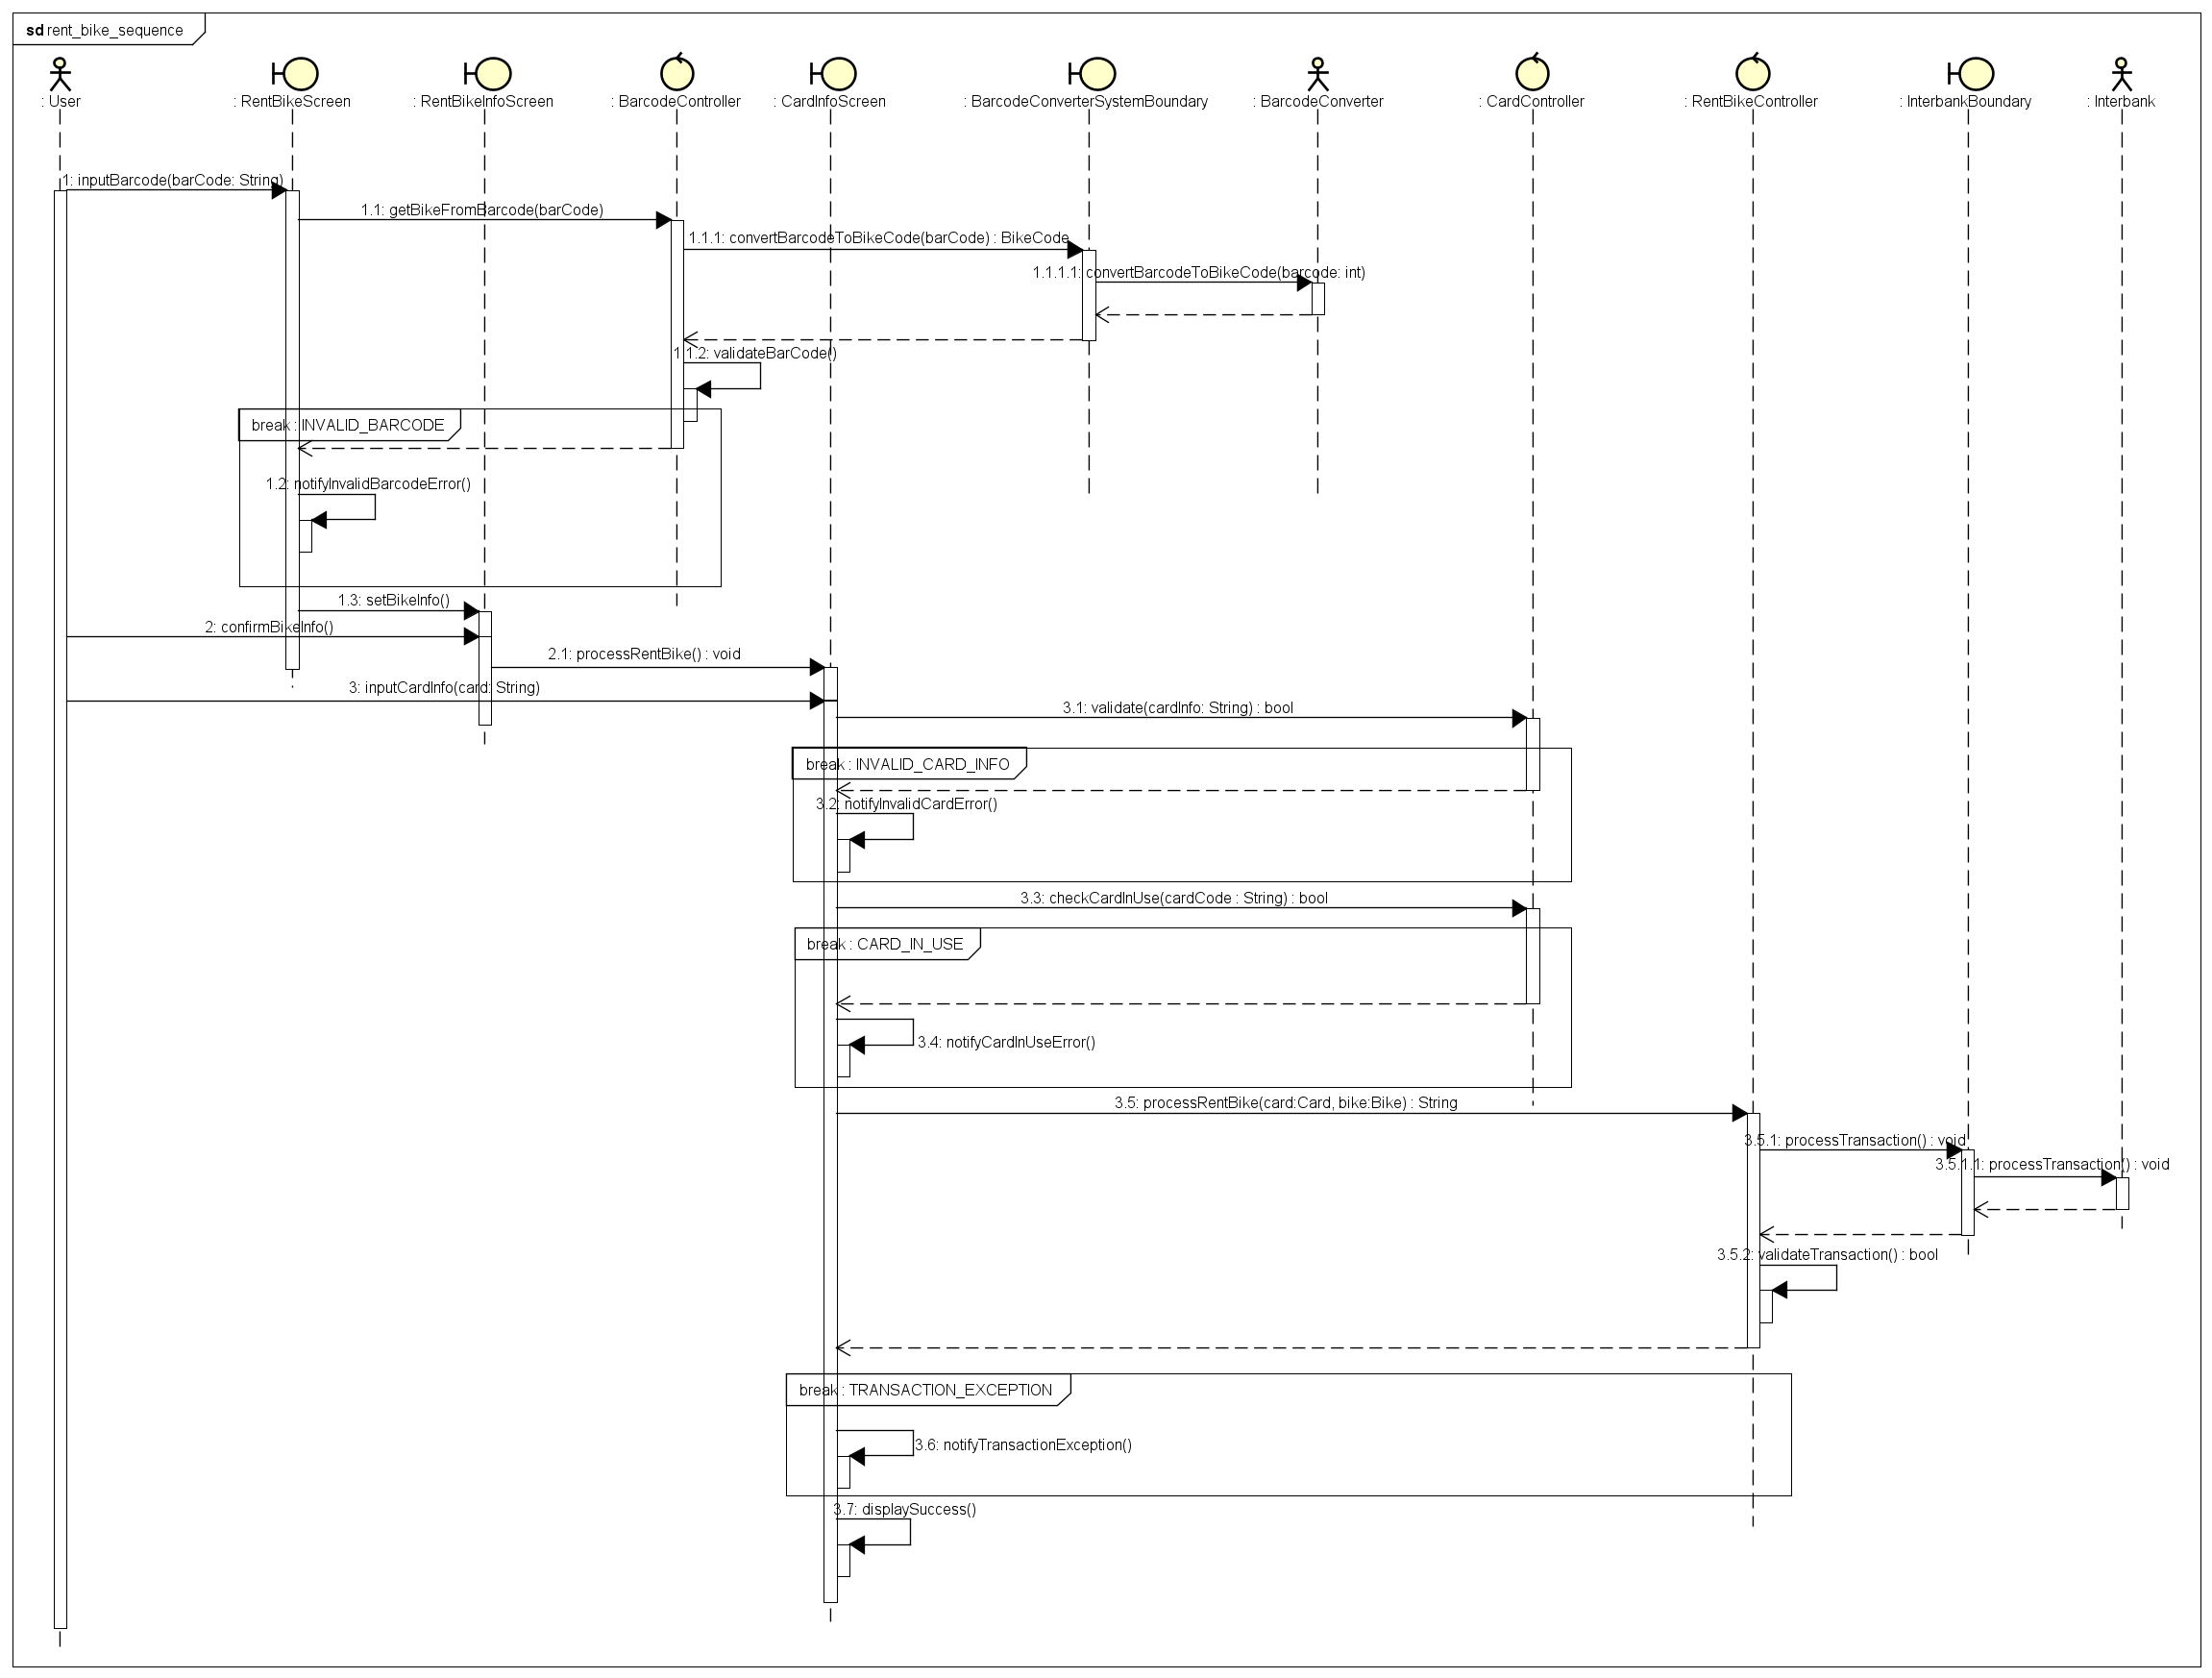 sd rent_bike_sequence
: User
: RentBikeScreen
: RentBikeInfoScreen
: BarcodeController
: CardInfoScreen
: BarcodeConverterSystemBoundary
: BarcodeConverter
: CardController
: RentBikeController
: InterbankBoundary
: Interbank
1: inputBarcode(barCode: String)
1.1: getBikeFromBarcode(barCode)
1.1.1: convertBarcodeToBikeCode(barCode) : BikeCode
1.1.1.1: convertBarcodeToBikeCode(barcode: int)
1.1.2: validateBarCode()
break : INVALID_BARCODE
1.2: notifyInvalidBarcodeError()
1.3: setBikeInfo()
2: confirmBikeInfo()
2.1: processRentBike() : void
3: inputCardInfo(card: String)
3.1: validate(cardInfo: String) : bool
break : INVALID_CARD_INFO
3.2: notifyInvalidCardError()
3.3: checkCardInUse(cardCode : String) : bool
break : CARD_IN_USE
3.4: notifyCardInUseError()
3.5: processRentBike(card:Card, bike:Bike) : String
3.5.1: processTransaction() : void
3.5.1.1: processTransaction() : void
3.5.2: validateTransaction() : bool
break : TRANSACTION_EXCEPTION
3.6: notifyTransactionException()
3.7: displaySuccess()